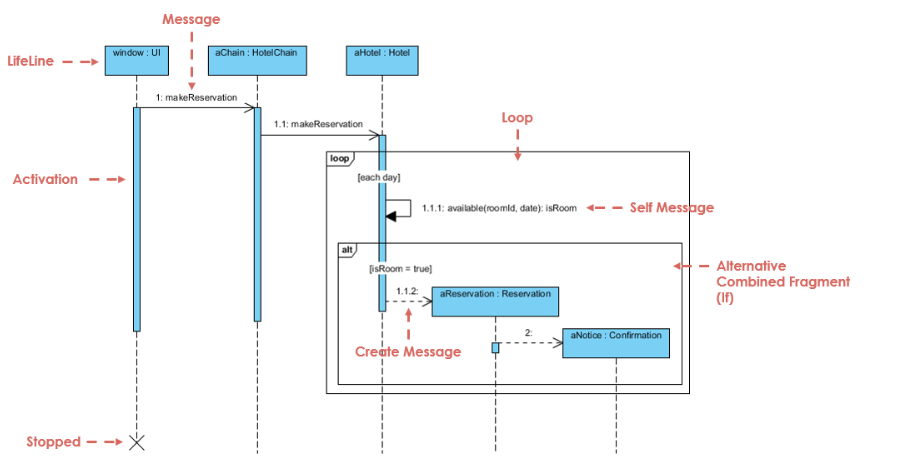 Message
window : UI
aChain : HotelChain
aHotel : Hotel
LifeLine
1: makeReservation
1.1: makeReservation
Loop
loop
[each day]
Activation
1.1.1: available(roomId, date): isRoom
Self Message
alt
[isRoom = true]
Alternative
Combined Fragment
(If)
1.1.2:
aReservation : Reservation
2:
aNotice : Confirmation
Create Message
Stopped